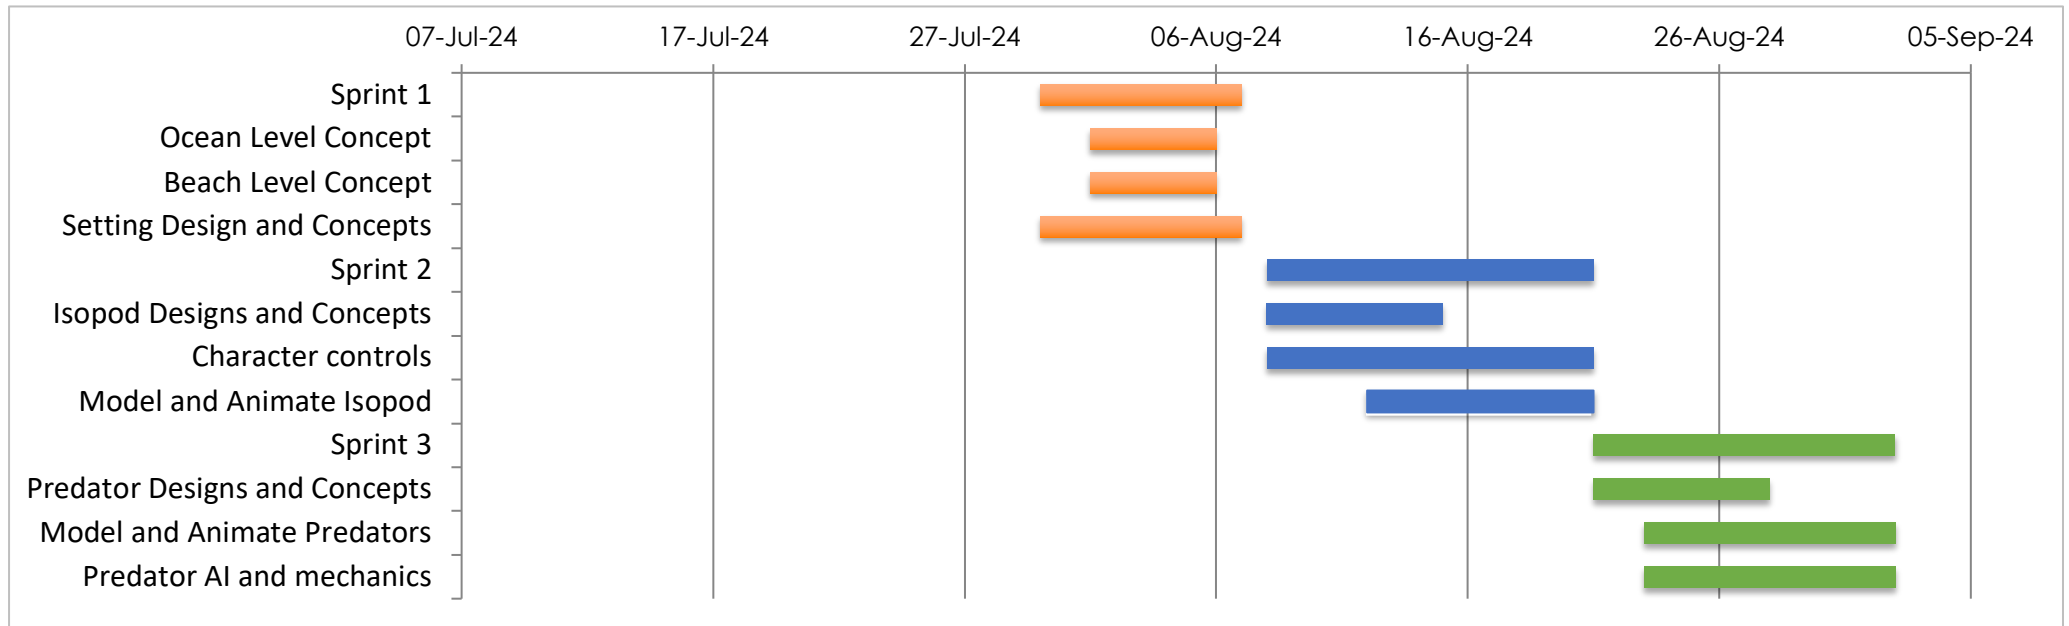 07-Jul-24 17-Jul-24 27-Jul-24 06-Aug-24 16-Aug-24 26-Aug-24 05-Sep-24
Sprint 1
Ocean Level Concept
Beach Level Concept
Setting Design and Concepts
Sprint 2
Isopod Designs and Concepts
Character controls
Model and Animate Isopod
Sprint 3
Predator Designs and Concepts
Model and Animate Predators
Predator AI and mechanics